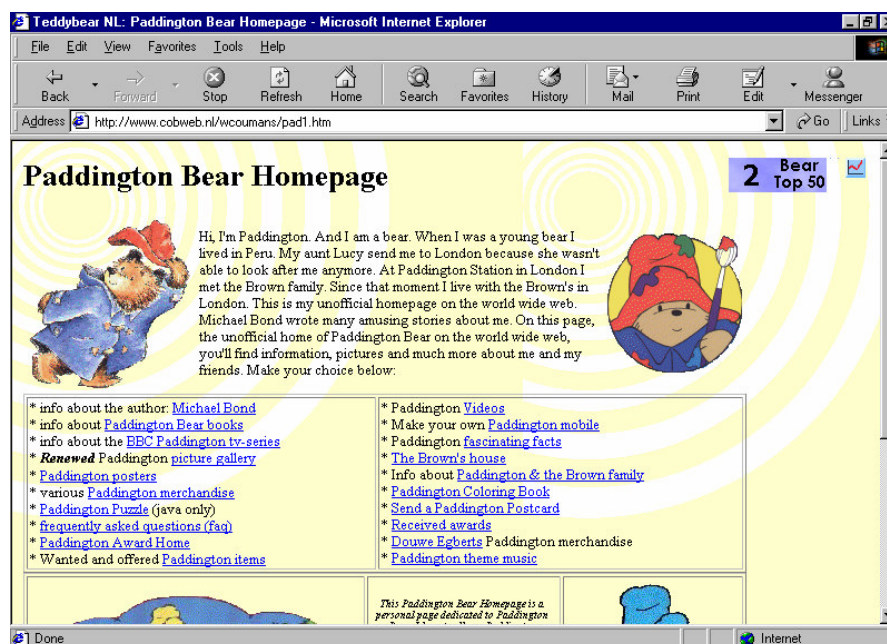 Teddybear NL: Paddington Bear Homepage - Microsoft Internet Explorer
File Edit View Favorites Tools Help
Back Forward Stop Refresh Home Search Favorites History Mail Print Edit Messenger
Address http://www.cobweb.nl/wcoumans/pad1.htm Go Links
Paddington Bear Homepage
2 Bear
Top 50
Hi, I'm Paddington. And I am a bear. When I was a young bear I
lived in Peru. My aunt Lucy send me to London because she wasn't
able to look after me anymore. At Paddington Station in London I
met the Brown family. Since that moment I live with the Brown's in
London. This is my unofficial homepage on the world wide web.
Michael Bond wrote many amusing stories about me. On this page,
the unofficial home of Paddington Bear on the world wide web,
you'll find information, pictures and much more about me and my
friends. Make your choice below:
* info about the author: Michael Bond
* info about Paddington Bear books
* info about the BBC Paddington tv-series
* Renewed Paddington picture gallery
* Paddington posters
* various Paddington merchandise
* Paddington Puzzle (java only)
* frequently asked questions (faq)
* Paddington Award Home
* Wanted and offered Paddington items
* Paddington Videos
* Make your own Paddington mobile
* Paddington fascinating facts
* The Brown's house
* Info about Paddington & the Brown family
* Paddington Coloring Book
* Send a Paddington Postcard
* Received awards
* Douwe Egberts Paddington merchandise
* Paddington theme music
This Paddington Bear Homepage is a
personal page dedicated to Paddington
Done Internet